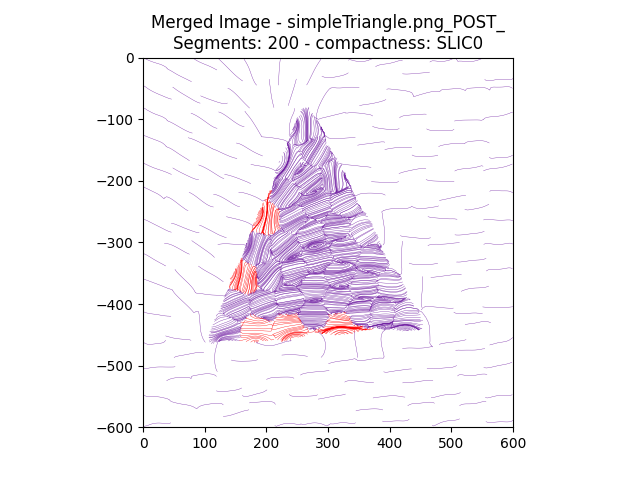 Merged Image - simpleTriangle.png_POST_
Segments: 200 - compactness: SLIC0
0
−100
−200
−300
−400
−500
−600
0 100 200 300 400 500 600